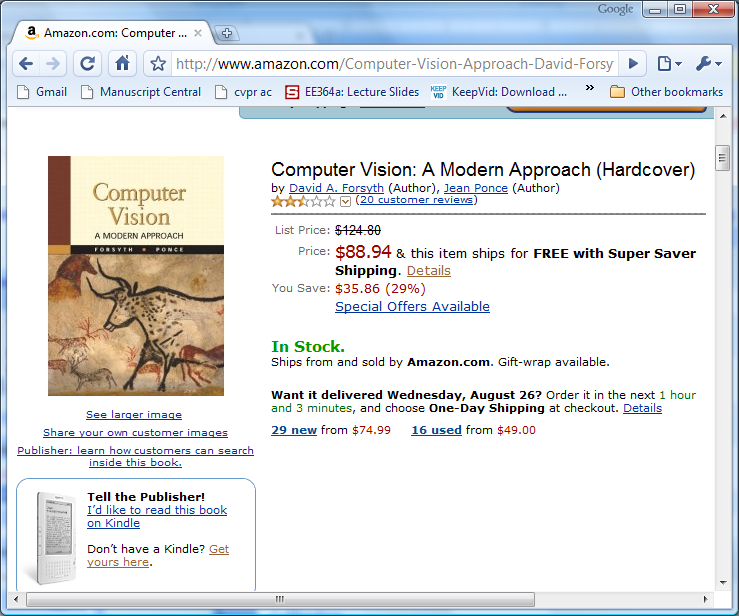 Google
Amazon.com: Computer ...
http://www.amazon.com/Computer-Vision-Approach-David-Forsy
Gmail Manuscript Central cvpr ac EE364a: Lecture Slides KEEP VID KeepVid: Download ... » Other bookmarks
Computer Vision: A Modern Approach (Hardcover)
by David A. Forsyth (Author), Jean Ponce (Author)
(20 customer reviews)
List Price: $124.80
Price: $88.94 & this item ships for FREE with Super Saver
Shipping. Details
You Save: $35.86 (29%)
Special Offers Available
In Stock.
Ships from and sold by Amazon.com. Gift-wrap available.
Want it delivered Wednesday, August 26? Order it in the next 1 hour
and 3 minutes, and choose One-Day Shipping at checkout. Details
29 new from $74.99 16 used from $49.00
Computer
Vision
A MODERN APPROACH
FORSYTH PONCE
See larger image
Share your own customer images
Publisher: learn how customers can search
inside this book.
Tell the Publisher!
I'd like to read this book
on Kindle
Don't have a Kindle? Get
yours here.